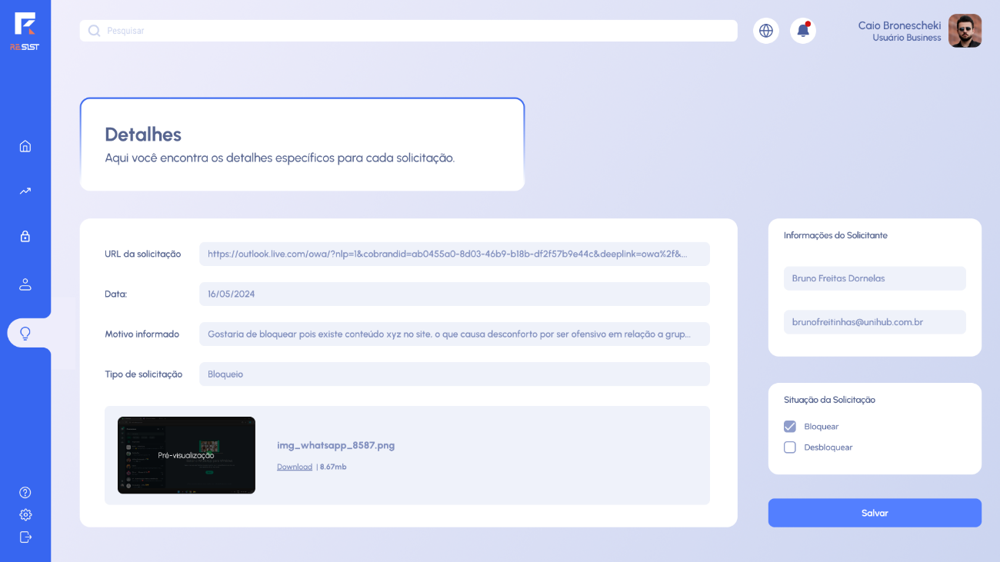 RESIST
Pesquisar
Caio Bronescheki
Usuário Business
Detalhes
Aqui você encontra os detalhes específicos para cada solicitação.
URL da solicitação
https://outlook.live.com/owa/?nlp=1&cobrandid=ab0455a0-8d03-46b9-b18b-df2f57b9e44c&deeplink=owa%2f&...
Data:
16/05/2024
Motivo informado
Gostaria de bloquear pois existe conteúdo xyz no site, o que causa desconforto por ser ofensivo em relação a grup...
Tipo de solicitação
Bloqueio
Pré-visualização
img_whatsapp_8587.png
Download | 8.67mb
Informações do Solicitante
Bruno Freitas Dornelas
brunofreitinhas@unihub.com.br
Situação da Solicitação
Bloquear
Desbloquear
Salvar